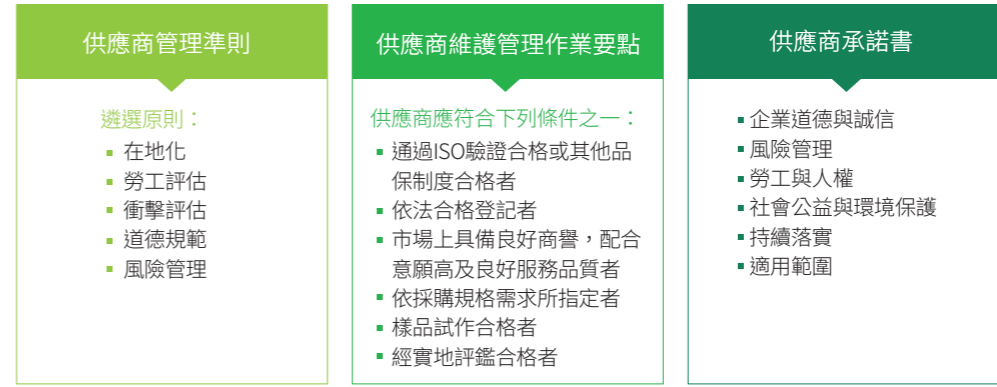 供應商管理準則
遴選原則：
▪ 在地化
▪ 勞工評估
▪ 衝擊評估
▪ 道德規範
▪ 風險管理
供應商維護管理作業要點
供應商應符合下列條件之一：
▪ 通過ISO驗證合格或其他品
保制度合格者
▪ 依法合格登記者
▪ 市場上具備良好商譽，配合
意願高及良好服務品質者
▪ 依採購規格需求所指定者
▪ 樣品試作合格者
▪ 經實地評鑑合格者
供應商承諾書
▪ 企業道德與誠信
▪ 風險管理
▪ 勞工與人權
▪ 社會公益與環境保護
▪ 持續落實
▪ 適用範圍